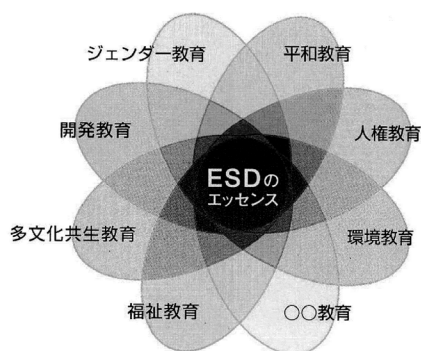 ジェンダー教育
平和教育
開発教育
人権教育
ESDの
エッセンス
多文化共生教育
環境教育
福祉教育
○○教育